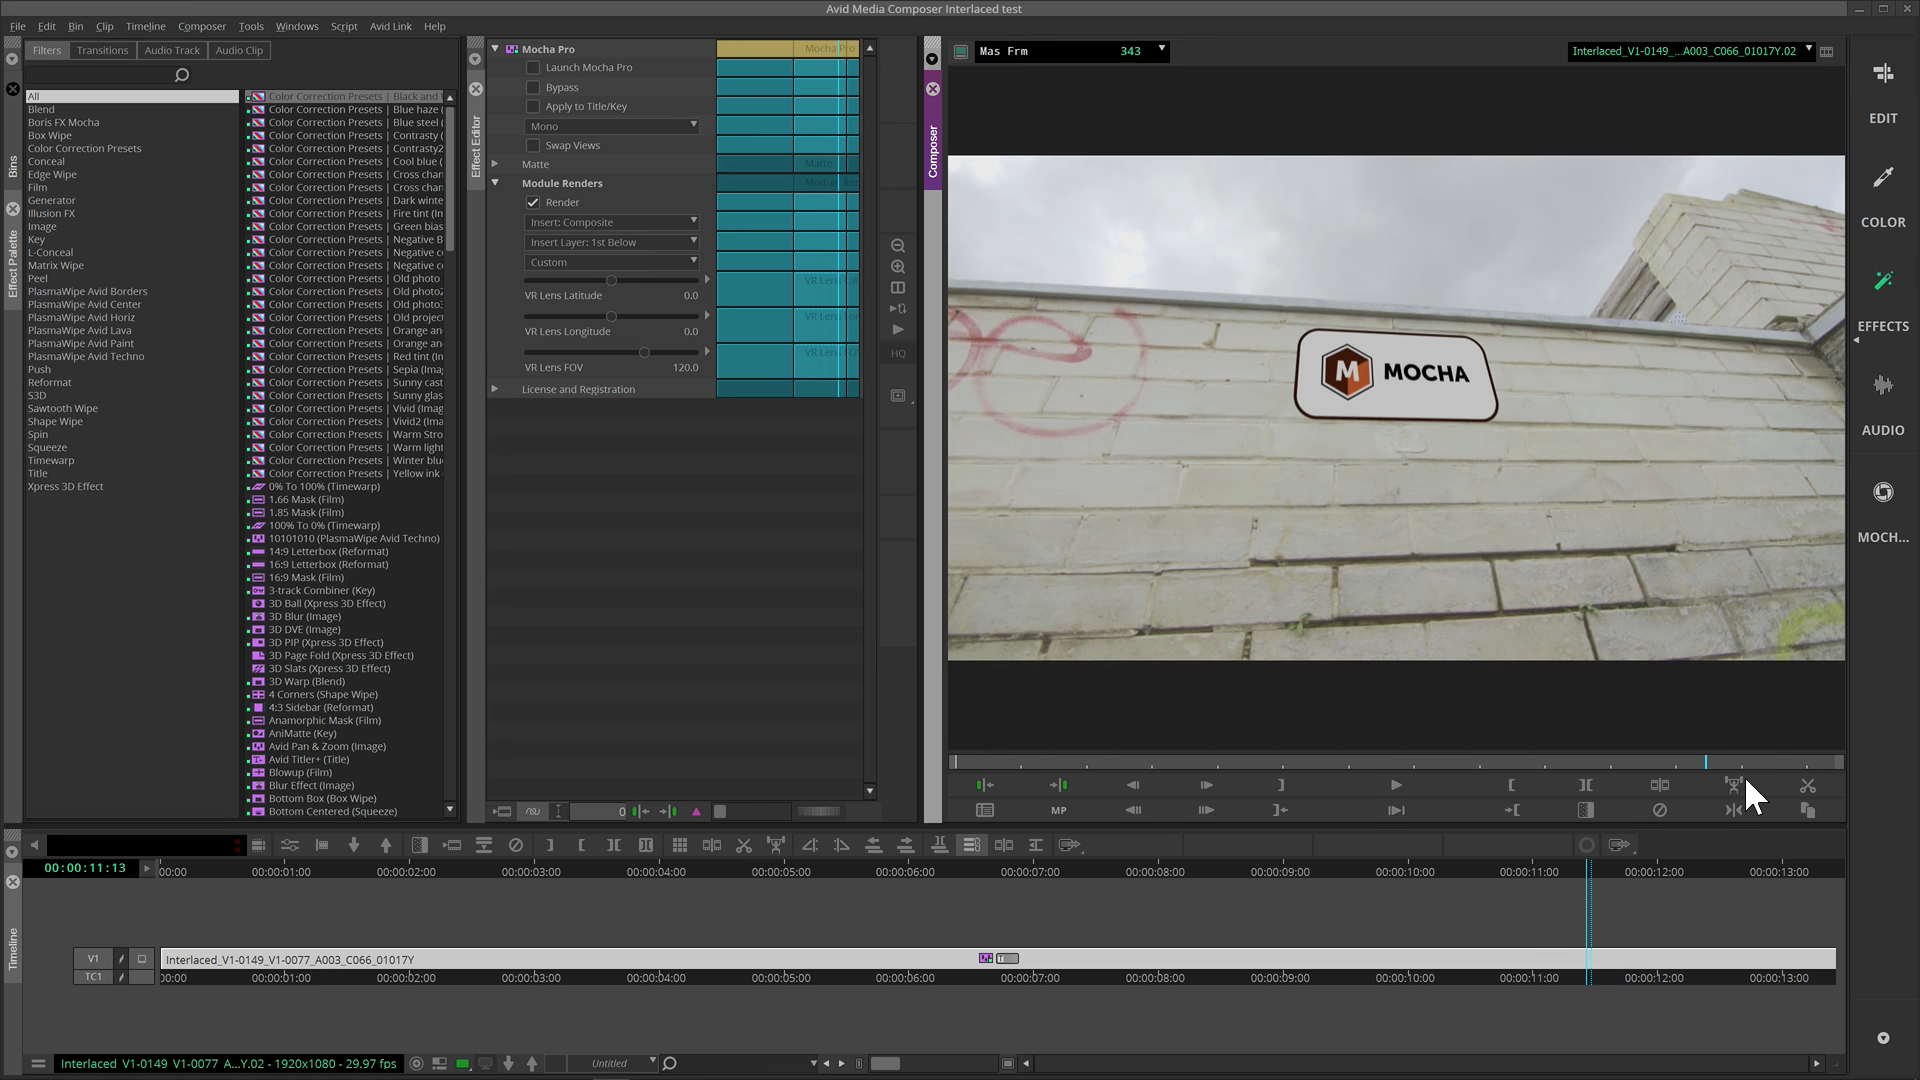 Avid Media Composer Interlaced test
File Edit Bin Clip Timeline Composer Tools Windows Script Avid Link Help
Filters Transitions Audio Track Audio Clip
Bins
Effect Palette
All
Blend
Boris FX Mocha
Box Wipe
Color Correction Presets
Conceal
Edge Wipe
Film
Generator
Illusion FX
Image
Key
L-Conceal
Matrix Wipe
Peel
PlasmaWipe Avid Borders
PlasmaWipe Avid Center
PlasmaWipe Avid Horiz
PlasmaWipe Avid Lava
PlasmaWipe Avid Paint
PlasmaWipe Avid Techno
Push
Reformat
S3D
Sawtooth Wipe
Shape Wipe
Spin
Squeeze
Timewarp
Title
Xpress 3D Effect
Color Correction Presets | Black and
Color Correction Presets | Blue haze (
Color Correction Presets | Blue steel (
Color Correction Presets | Contrasty
Color Correction Presets | Contrasty2
Color Correction Presets | Cool blue (
Color Correction Presets | Cross chan
Color Correction Presets | Cross chan
Color Correction Presets | Dark winte
Color Correction Presets | Fire tint (In
Color Correction Presets | Green bias
Color Correction Presets | Negative B
Color Correction Presets | Negative c
Color Correction Presets | Negative c
Color Correction Presets | Old photo
Color Correction Presets | Old photo2
Color Correction Presets | Old photo3
Color Correction Presets | Old project
Color Correction Presets | Orange an
Color Correction Presets | Orange an
Color Correction Presets | Red tint (Im
Color Correction Presets | Sepia (Imag
Color Correction Presets | Sunny cast
Color Correction Presets | Sunny glas
Color Correction Presets | Vivid (Imag
Color Correction Presets | Vivid2 (Ima
Color Correction Presets | Warm Stro
Color Correction Presets | Warm light
Color Correction Presets | Winter blu
Color Correction Presets | Yellow ink
0% To 100% (Timewarp)
1.66 Mask (Film)
1.85 Mask (Film)
100% To 0% (Timewarp)
10101010 (PlasmaWipe Avid Techno)
14:9 Letterbox (Reformat)
16:9 Letterbox (Reformat)
16:9 Mask (Film)
3-track Combiner (Key)
3D Ball (Xpress 3D Effect)
3D Blur (Image)
3D DVE (Image)
3D PIP (Xpress 3D Effect)
3D Page Fold (Xpress 3D Effect)
3D Slats (Xpress 3D Effect)
3D Warp (Blend)
4 Corners (Shape Wipe)
4:3 Sidebar (Reformat)
Anamorphic Mask (Film)
AniMatte (Key)
Avid Pan & Zoom (Image)
Avid Titler+ (Title)
Blowup (Film)
Blur Effect (Image)
Bottom Box (Box Wipe)
Bottom Centered (Squeeze)
Effect Editor
Mocha Pro
Launch Mocha Pro
Bypass
Apply to Title/Key
Mono
Swap Views
Matte
Module Renders
Render
Insert: Composite
Insert Layer: 1st Below
Custom
VR Lens Latitude 0.0
VR Lens Longitude 0.0
VR Lens FOV 120.0
License and Registration
0
HQ
Composer
Mas Frm 343
Interlaced_V1-0149_...A003_C066_01017Y.02
M MOCHA
MP
EDIT
COLOR
EFFECTS
AUDIO
MOCH...
Timeline
00:00:11:13
00:00 00:00:01:00 00:00:02:00 00:00:03:00 00:00:04:00 00:00:05:00 00:00:06:00 00:00:07:00 00:00:08:00 00:00:09:00 00:00:10:00 00:00:11:00 00:00:12:00 00:00:13:00
V1 Interlaced_V1-0149_V1-0077_A003_C066_01017Y
TC1 00:00 00:00:01:00 00:00:02:00 00:00:03:00 00:00:04:00 00:00:05:00 00:00:06:00 00:00:07:00 00:00:08:00 00:00:09:00 00:00:10:00 00:00:11:00 00:00:12:00 00:00:13:00
Interlaced_V1-0149_V1-0077_A...Y.02 - 1920x1080 - 29.97 fps
Untitled